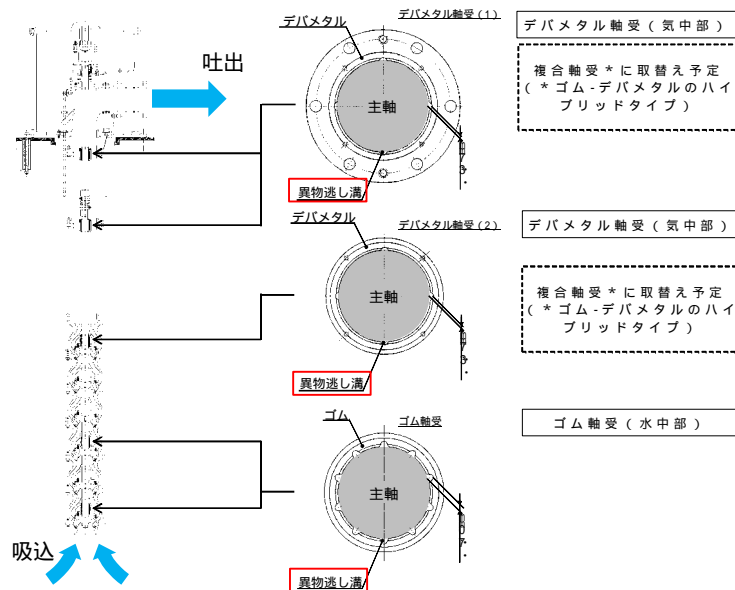 吐出
デバメタル
デバメタル軸受(1)
主軸
異物逃し溝
デバメタル軸受(気中部)
複合軸受*に取替え予定
(*ゴム-デバメタルのハイ
ブリッドタイプ)
デバメタル
デバメタル軸受(2)
主軸
異物逃し溝
デバメタル軸受(気中部)
複合軸受*に取替え予定
(*ゴム-デバメタルのハイ
ブリッドタイプ)
ゴム
ゴム軸受
主軸
異物逃し溝
ゴム軸受(水中部)
吸込